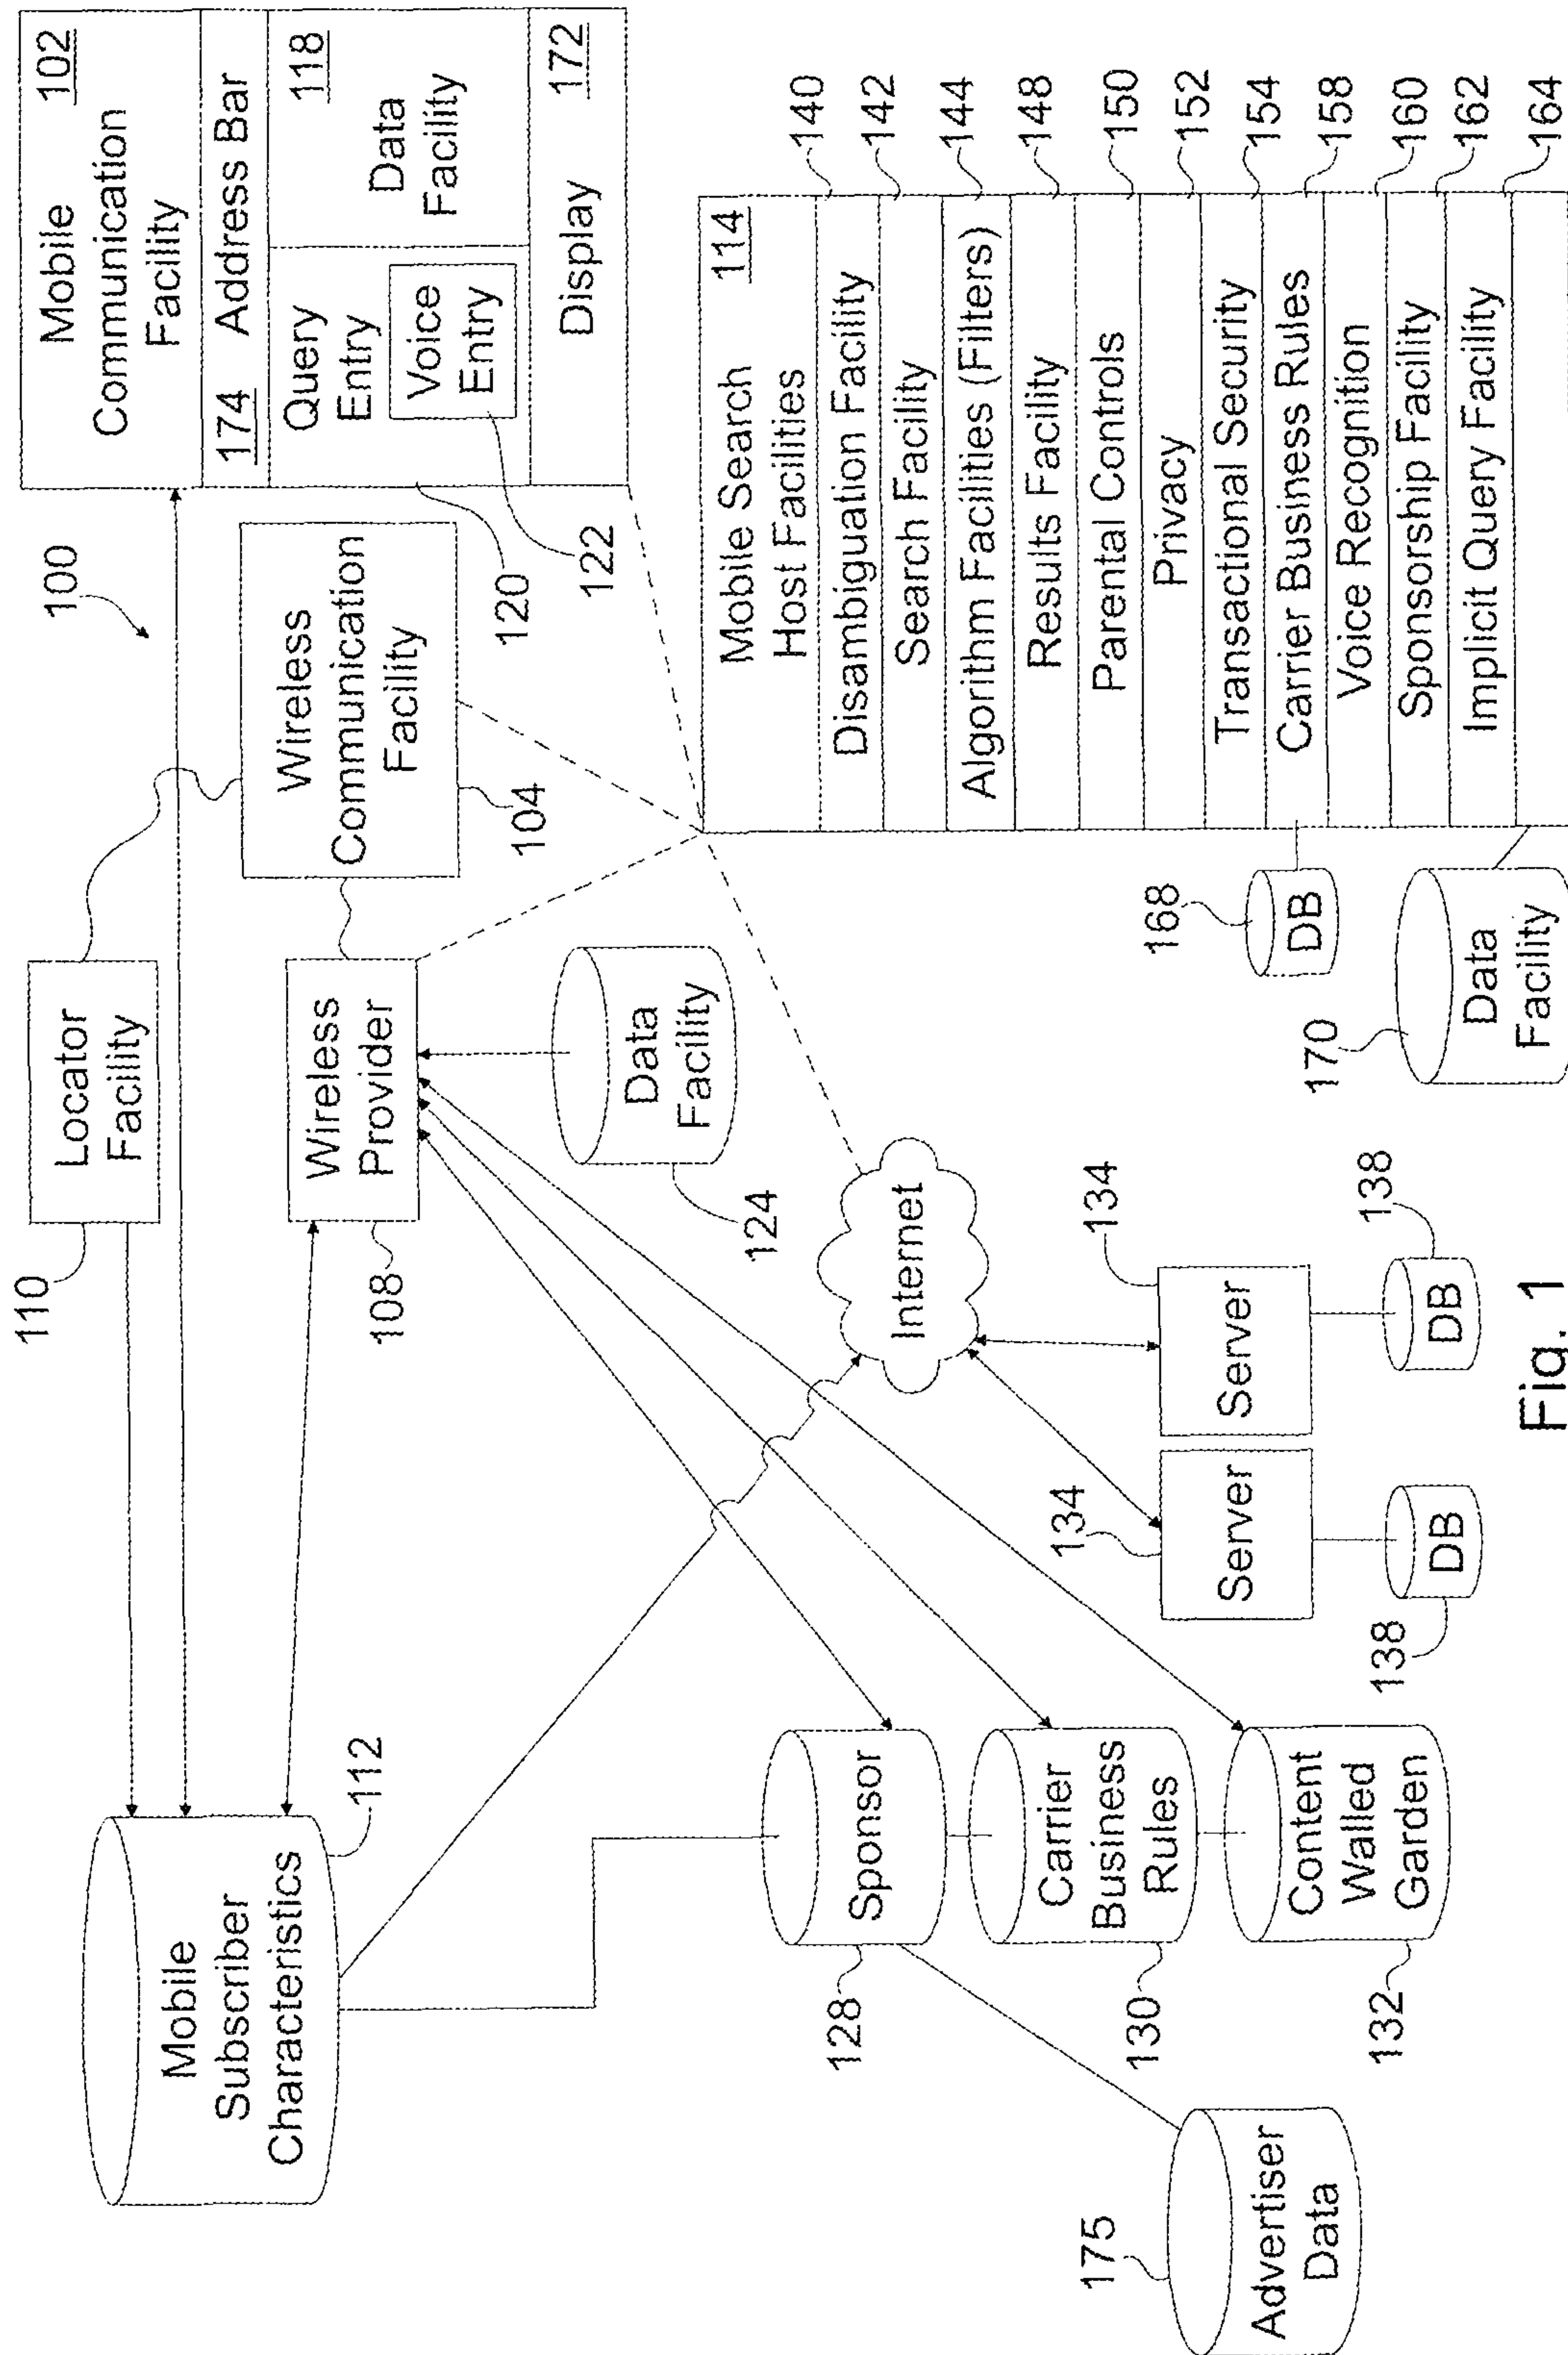 100
110
Locator
Facility
Mobile
102
Communication
Facility
174 Address Bar
Query
Entry
Voice
Entry
118
Data
Facility
Display 172
120
122
Wireless
Communication
Facility
104
Wireless
Provider
108
Data
Facility
124
Mobile
Subscriber
Characteristics
112
Sponsor
128
Carrier
Business
Rules
130
Content
Walled
Garden
132
Advertiser
Data
175
Internet
Server
134
Server
134
DB
138
DB
138
Mobile Search
114
Host Facilities
140
Disambiguation Facility
142
Search Facility
144
Algorithm Facilities (Filters)
148
Results Facility
150
Parental Controls
152
Privacy
154
Transactional Security
158
Carrier Business Rules
160
Voice Recognition
162
Sponsorship Facility
164
Implicit Query Facility
168
DB
170
Data
Facility
Fig. 1